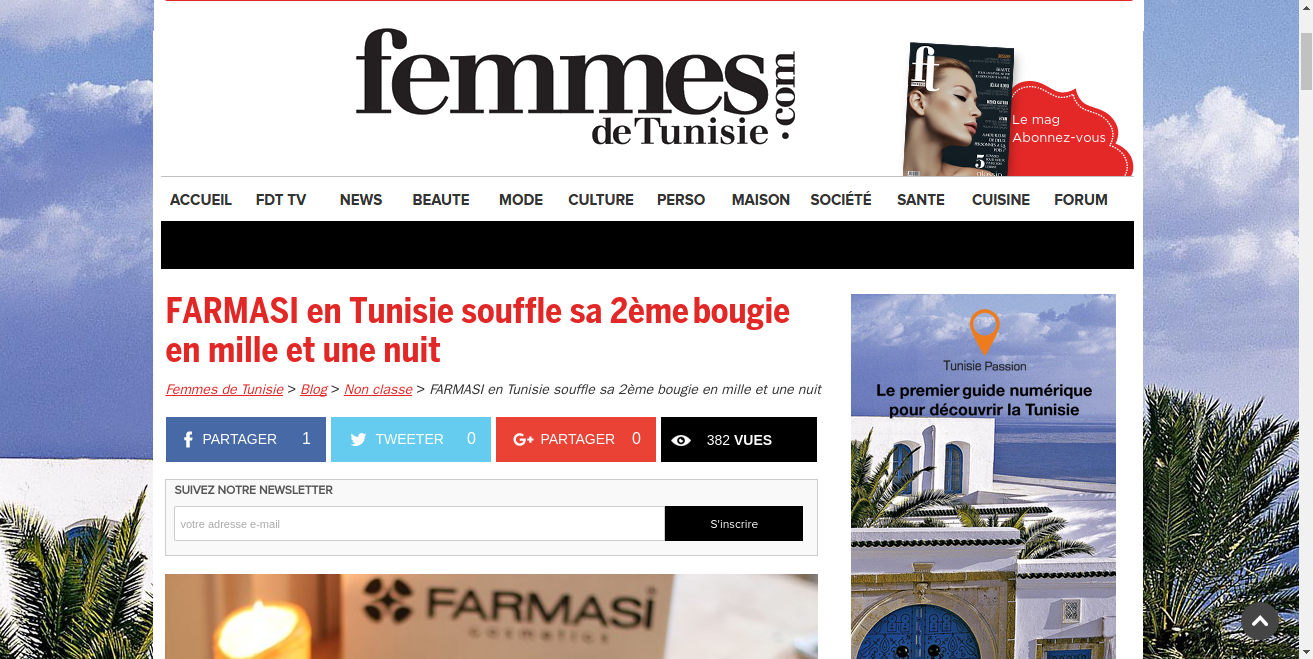 femmes
.com
de Tunisie
ft
Le mag
Abonnez-vous
ACCUEIL FDT TV NEWS BEAUTE MODE CULTURE PERSO MAISON SOCIÉTÉ SANTE CUISINE FORUM
FARMASI en Tunisie souffle sa 2ème bougie
en mille et une nuit
Femmes de Tunisie > Blog > Non classe > FARMASI en Tunisie souffle sa 2ème bougie en mille et une nuit
PARTAGER 1 TWEETER 0 PARTAGER 0 382 VUES
SUIVEZ NOTRE NEWSLETTER
votre adresse e-mail S'inscrire
FARMASi
cosmetics
Tunisie Passion
Le premier guide numérique
pour découvrir la Tunisie